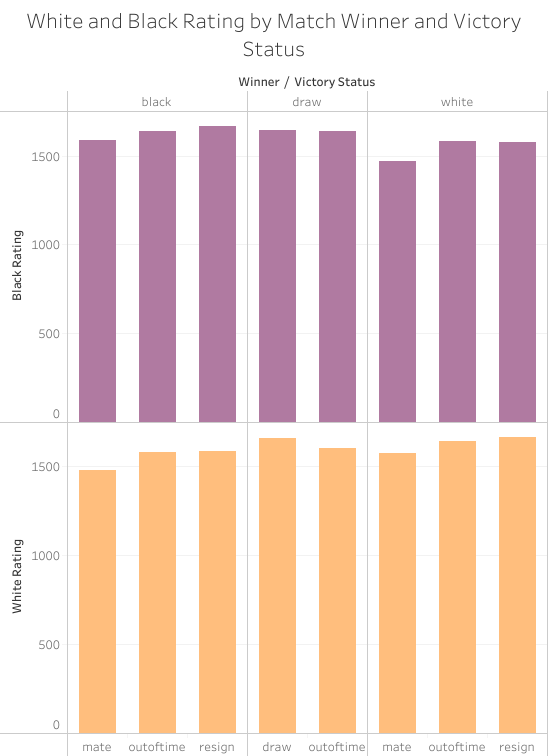 White and Black Rating by Match Winner and Victory
Status
Winner / Victory Status
black draw white
1500
1000
500
0
Black Rating
1500
1000
500
0
White Rating
mate outoftime resign draw outoftime mate outoftime resign